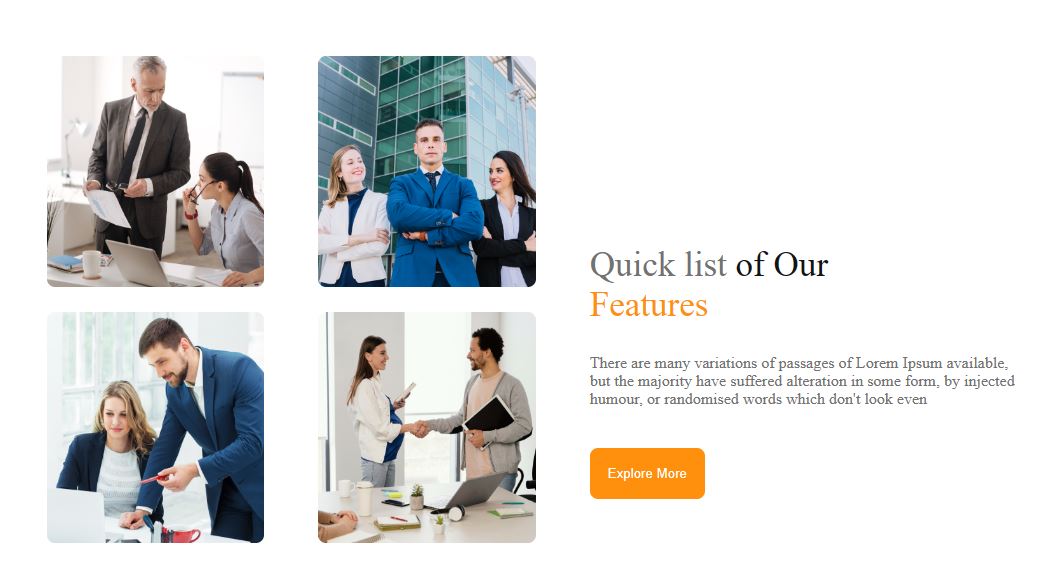 Quick list of Our
Features
There are many variations of passages of Lorem Ipsum available,
but the majority have suffered alteration in some form, by injected
humour, or randomised words which don't look even
Explore More